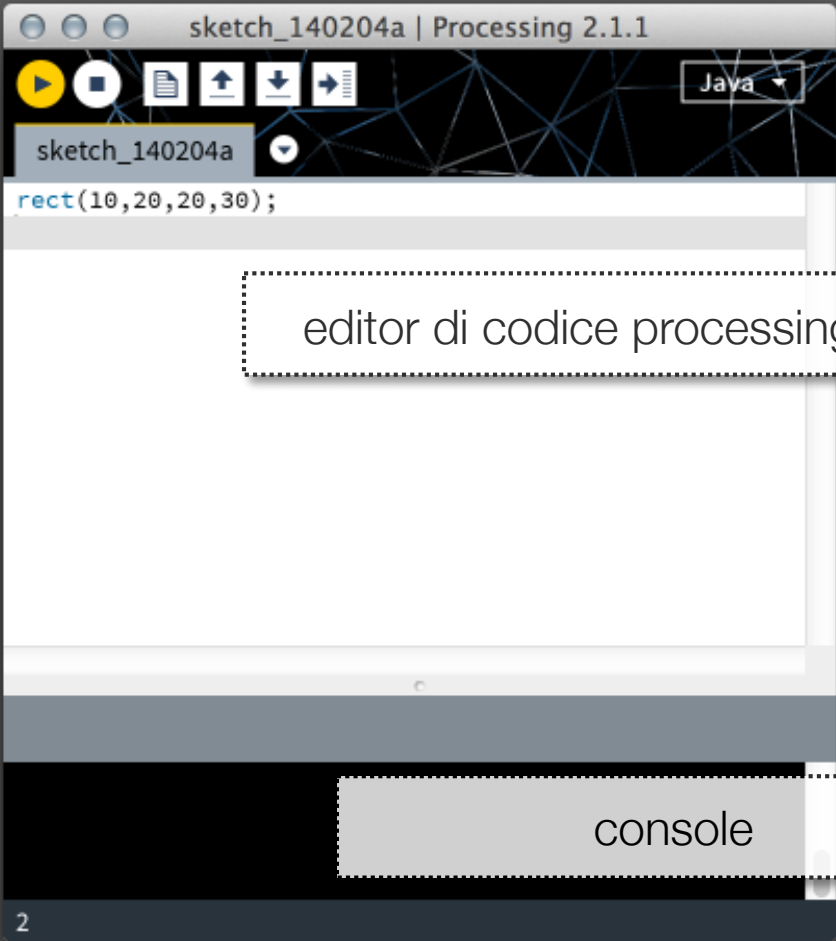 sketch_140204a | Processing 2.1.1
Java
sketch_140204a
rect(10,20,20,30);
editor di codice processing
console
2